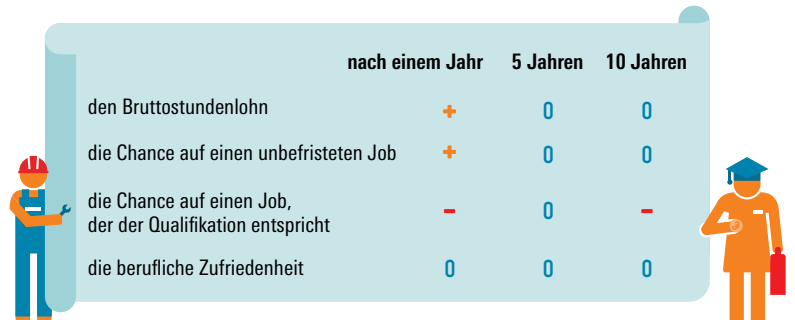 nach einem Jahr 5 Jahren 10 Jahren
den Bruttostundenlohn + 0 0
die Chance auf einen unbefristeten Job + 0 0
die Chance auf einen Job,
der der Qualifikation entspricht - 0 -
die berufliche Zufriedenheit 0 0 0